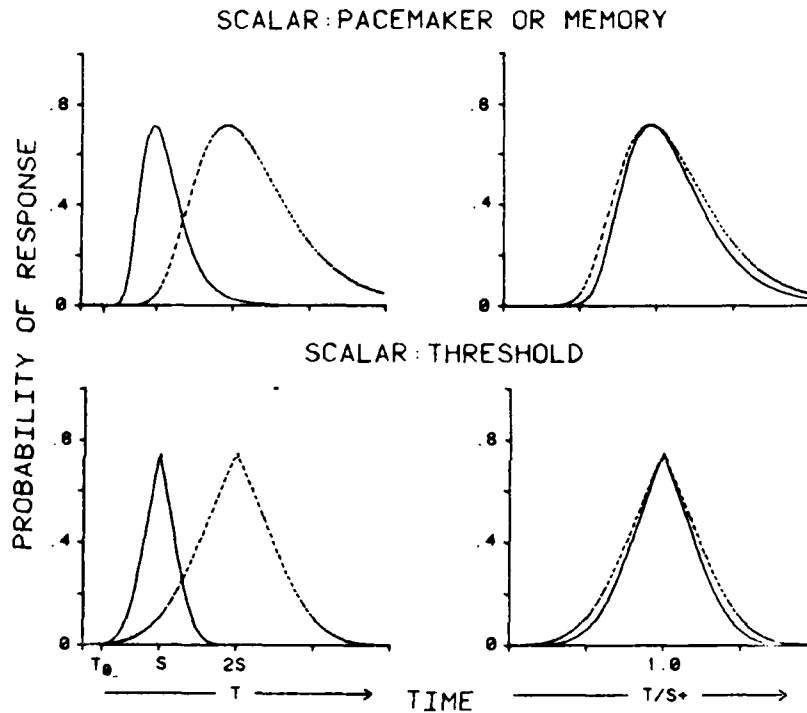 SCALAR: PACEMAKER OR MEMORY
PROBABILITY OF RESPONSE
.8
.4
0
.8
.4
0
SCALAR: THRESHOLD
.8
.4
0
T0
S
2S
T
.8
.4
0
1.0
T/S+
TIME